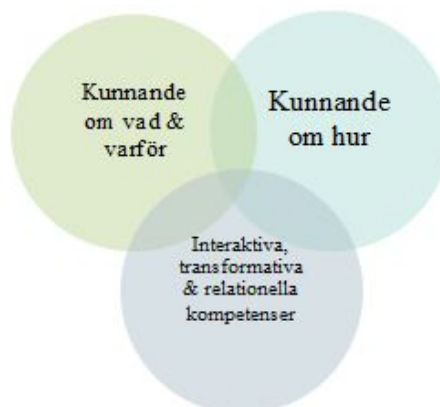 Kunnande
om vad &
varför
Kunnande
om hur
Interaktiva,
transformativa
& relationella
kompetenser